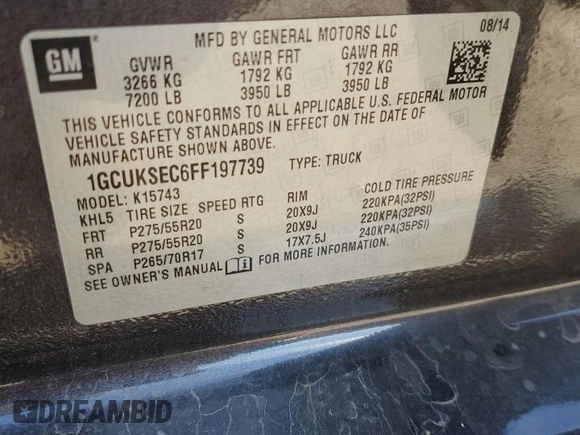 GM
MFD BY GENERAL MOTORS LLC
08/14
GVWR GAWR FRT GAWR RR
3266 KG 1792 KG 1792 KG
7200 LB 3950 LB 3950 LB
THIS VEHICLE CONFORMS TO ALL APPLICABLE U.S. FEDERAL MOTOR
VEHICLE SAFETY STANDARDS IN EFFECT ON THE DATE OF
MANUFACTURE SHOWN ABOVE.
1GCUKSEC6FF197739 TYPE: TRUCK
MODEL: K15743
KHL5 TIRE SIZE SPEED RTG RIM COLD TIRE PRESSURE
FRT P275/55R20 S 20X9J 220KPA(32PSI)
RR P275/55R20 S 20X9J 220KPA(32PSI)
SPA P265/70R17 S 17X7.5J 240KPA(35PSI)
SEE OWNER'S MANUAL FOR MORE INFORMATION.
DREAMBID